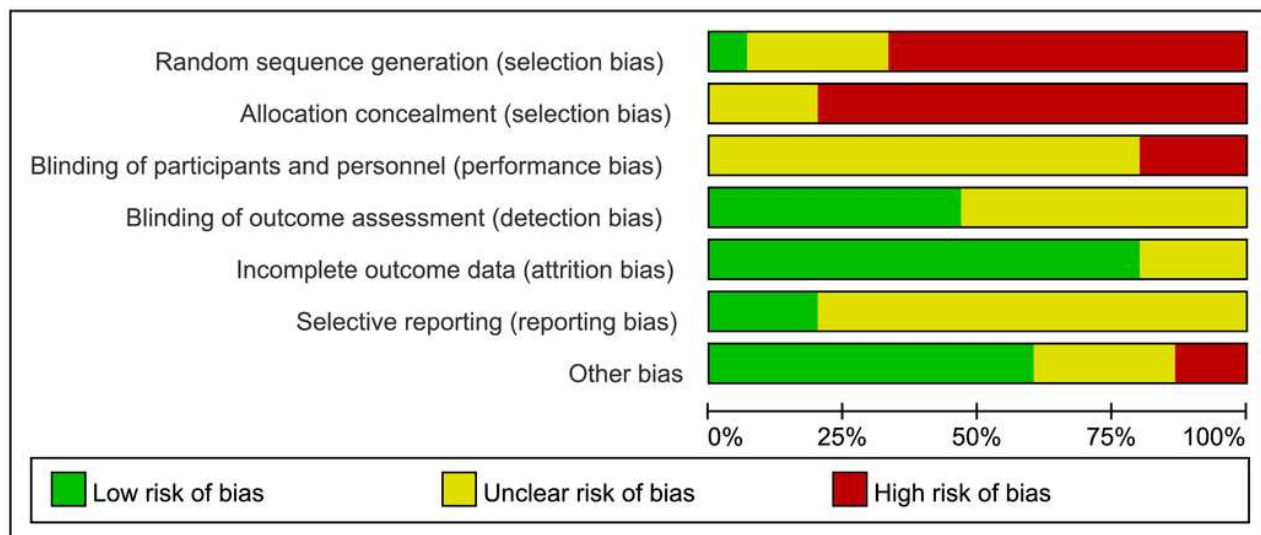 Random sequence generation (selection bias)
Allocation concealment (selection bias)
Blinding of participants and personnel (performance bias)
Blinding of outcome assessment (detection bias)
Incomplete outcome data (attrition bias)
Selective reporting (reporting bias)
Other bias
0% 25% 50% 75% 100%
Low risk of bias Unclear risk of bias High risk of bias